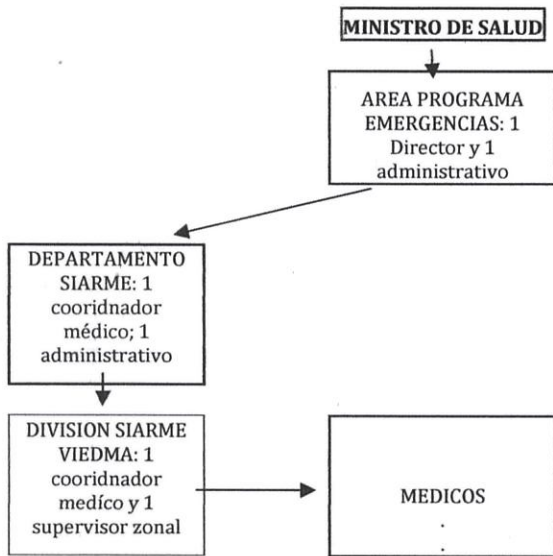 MINISTRO DE SALUD
AREA PROGRAMA
EMERGENCIAS: 1
Director y 1
administrativo
DEPARTAMENTO
SIARME: 1
cooridnador
médico; 1
administrativo
DIVISION SIARME
VIEDMA: 1
cooridnador
medíco y 1
supervisor zonal
MEDICOS
.
.